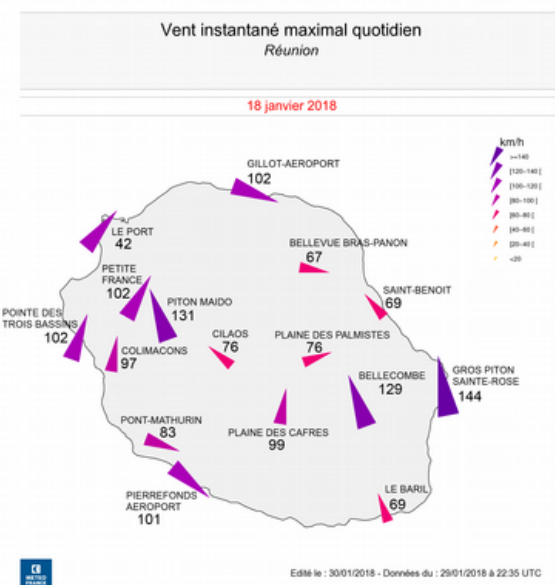 Vent instantané maximal quotidien
Réunion
18 janvier 2018
km/h
>=140
[120-140 [
[100-120 [
[80-100 [
[60-80 [
[40-60 [
[20-40 [
<20
GILLOT-AEROPORT
102
LE PORT
42
BELLEVUE BRAS-PANON
67
PETITE
FRANCE
102
PITON MAIDO
131
SAINT-BENOIT
69
POINTE DES
TROIS BASSINS
102
COLIMACONS
97
CILAOS
76
PLAINE DES PALMISTES
76
BELLECOMBE
129
GROS PITON
SAINTE-ROSE
144
PONT-MATHURIN
83
PLAINE DES CAFRES
99
PIERREFONDS
AEROPORT
101
LE BARIL
69
METEO
FRANCE
Edité le : 30/01/2018 - Données du : 29/01/2018 à 22:35 UTC